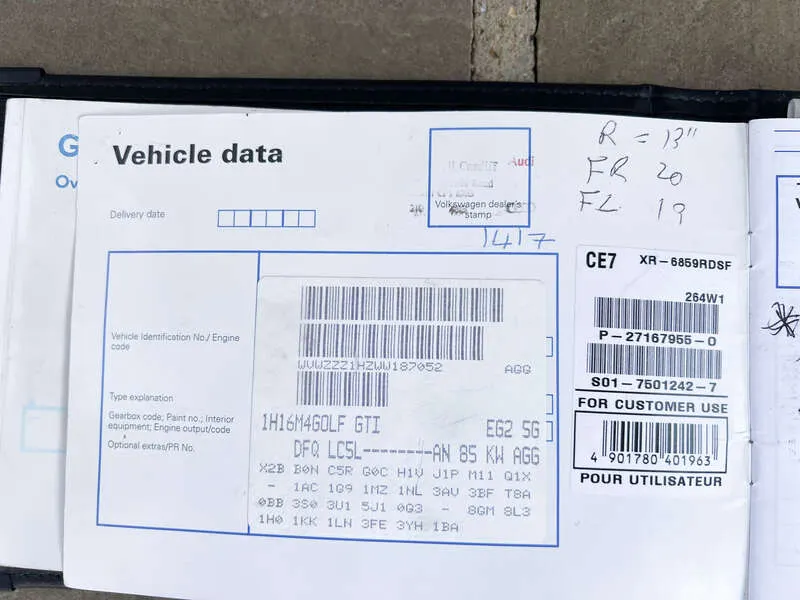 G
Ov
Vehicle data
Delivery date
Audi
Volkswagen dealer's
stamp
1417
R = 13"
FR 20
FL 19
Vehicle Identification No./ Engine
code
WVWZZZ1HZWW187052 AGG
Type explanation
Gearbox code; Paint no.; Interior
equipment; Engine output/code
Optional extras/PR No.
1H16M4GOLF GTI EG2 5G
DFQ LC5L--------AN 85 KW AGG
X2B B0N C5R G0C H1V J1P M11 Q1X
- 1AC 1G9 1MZ 1NL 3AV 3BF T8A
0BB 3S0 3U1 5J1 0G3 - 8GM 8L3
1H0 1KK 1LN 3FE 3YH 1BA
CE7 XR-6859RDSF
264W1
P-27167955-0
S01-7501242-7
FOR CUSTOMER USE
4 901780 401963
POUR UTILISATEUR